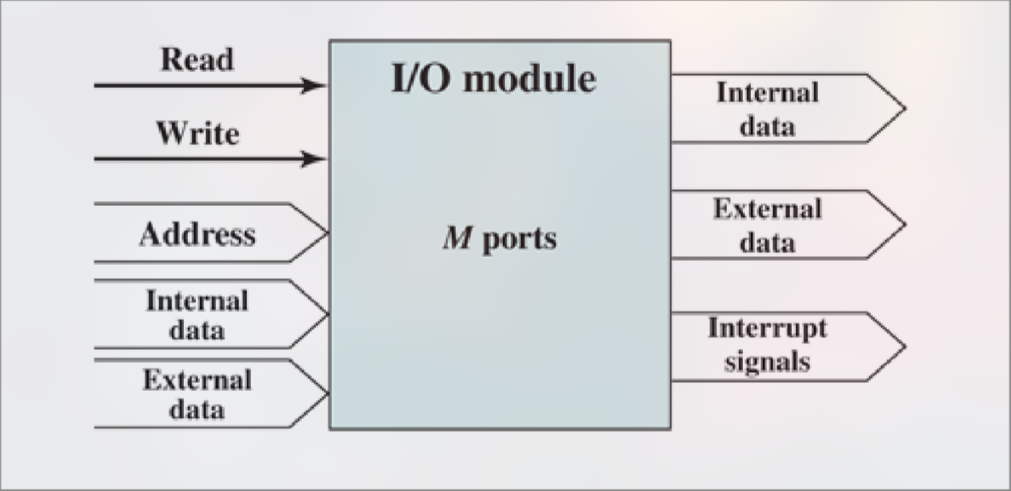 Read
Write
Address
Internal
data
External
data
I/O module
M ports
Internal
data
External
data
Interrupt
signals